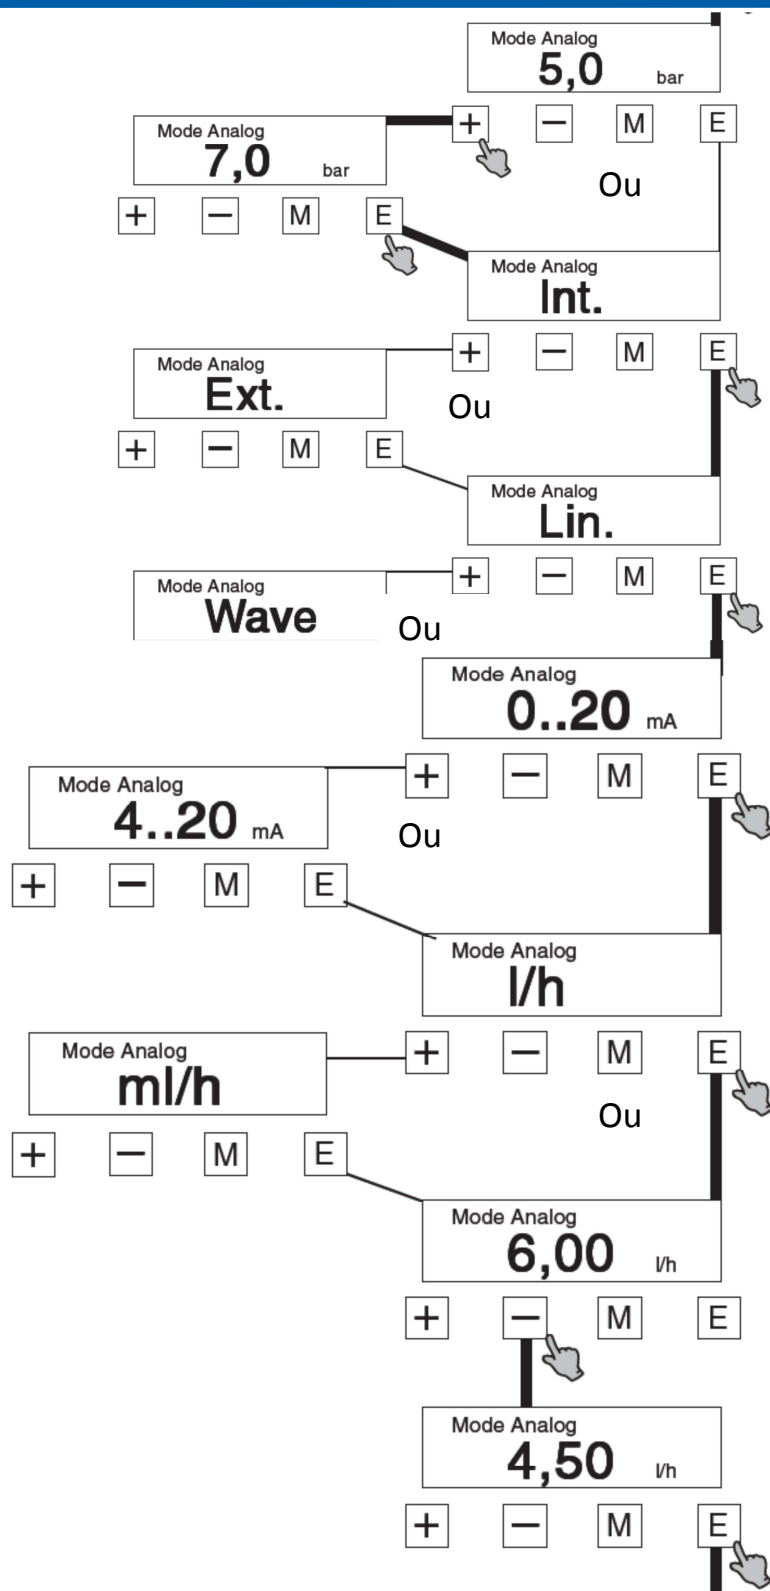 Mode Analog
5,0 bar
+ — M E
Mode Analog
7,0 bar
Ou
+ — M E
Mode Analog
Int.
+ — M E
Mode Analog
Ext.
Ou
+ — M E
Mode Analog
Lin.
+ — M E
Mode Analog
Wave
Ou
Mode Analog
0..20 mA
+ — M E
Mode Analog
4..20 mA
Ou
+ — M E
Mode Analog
l/h
+ — M E
Mode Analog
ml/h
Ou
+ — M E
Mode Analog
6,00 l/h
+ — M E
Mode Analog
4,50 l/h
+ — M E